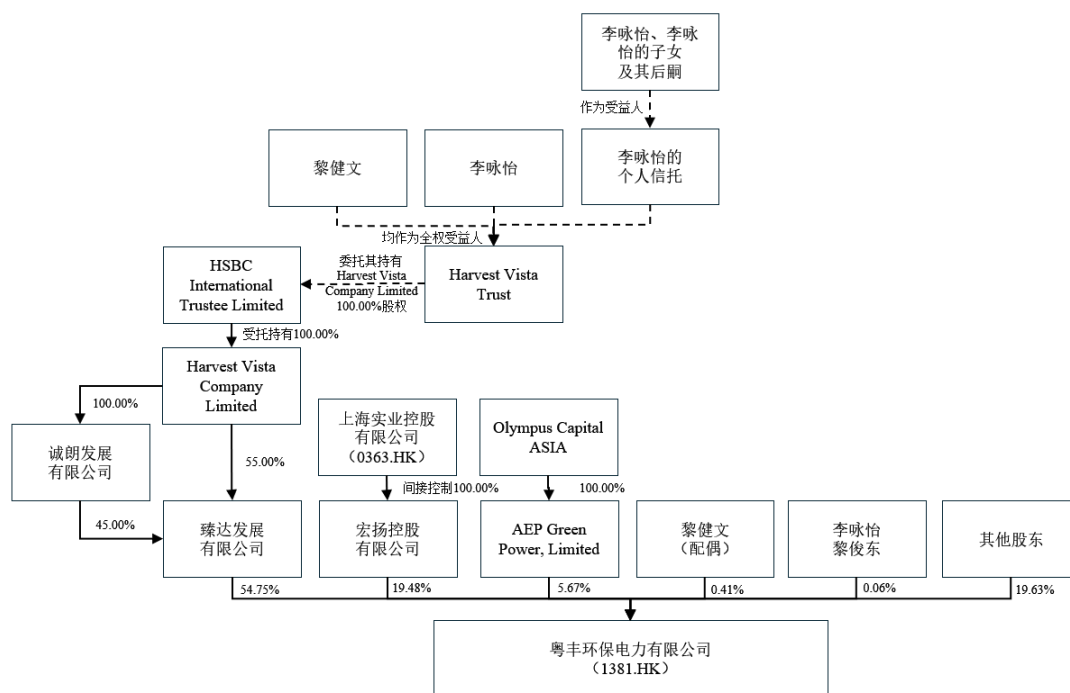 李咏怡、李咏
怡的子女
及其后嗣
作为受益人
黎健文
李咏怡
李咏怡的
个人信托
均作为全权受益人
HSBC
International
Trustee Limited
委托其持有
Harvest Vista
Company Limited
100.00%股权
Harvest Vista
Trust
受托持有100.00%
Harvest Vista
Company
Limited
100.00%
诚朗发展
有限公司
55.00%
上海实业控股
有限公司
（0363.HK）
Olympus Capital
ASIA
间接控制100.00%
100.00%
45.00%
臻达发展
有限公司
宏扬控股
有限公司
AEP Green
Power, Limited
黎健文
（配偶）
李咏怡
黎俊东
其他股东
54.75%
19.48%
5.67%
0.41%
0.06%
19.63%
粤丰环保电力有限公司
（1381.HK）